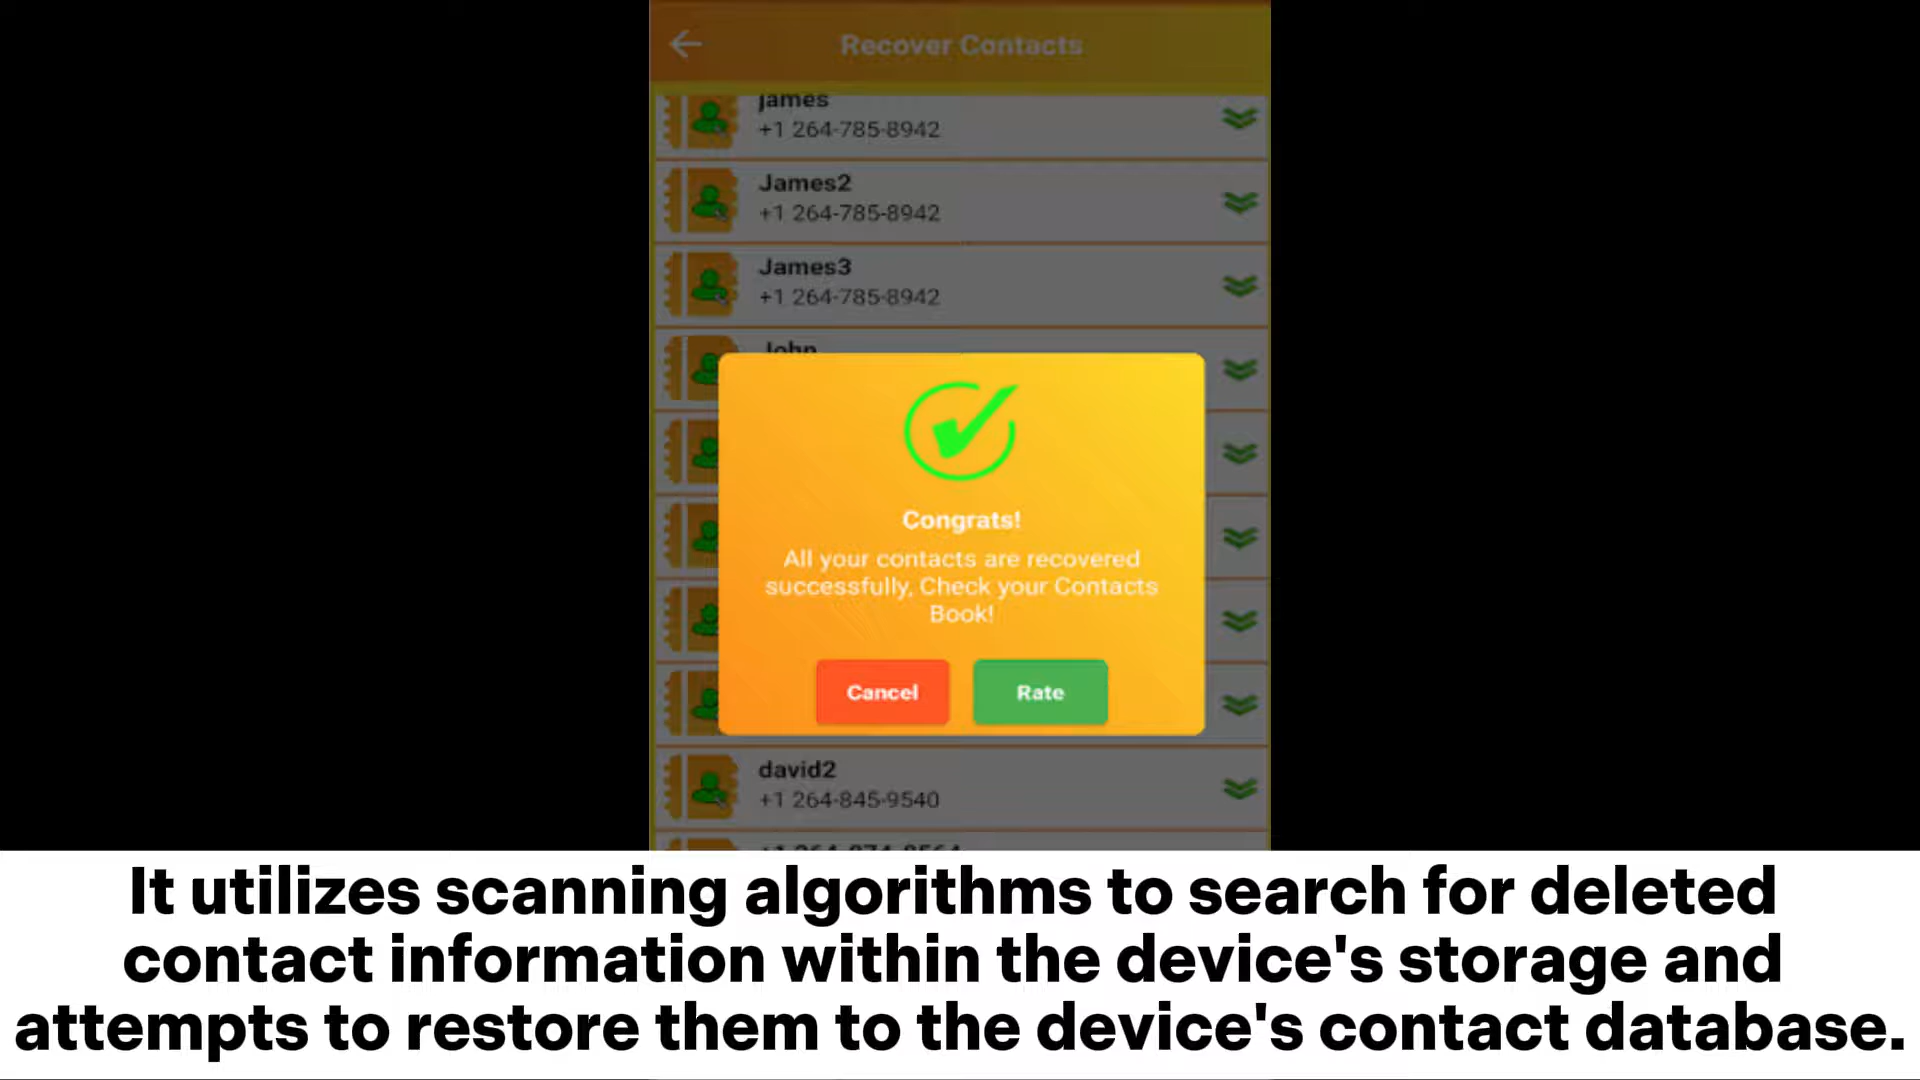 Recover Contacts
james
+1 264-785-8942
James2
+1 264-785-8942
James3
+1 264-785-8942
John
Congrats!
All your contacts are recovered
successfully, Check your Contacts
Book!
Cancel Rate
david2
+1 264-845-9540
It utilizes scanning algorithms to search for deleted
contact information within the device's storage and
attempts to restore them to the device's contact database.